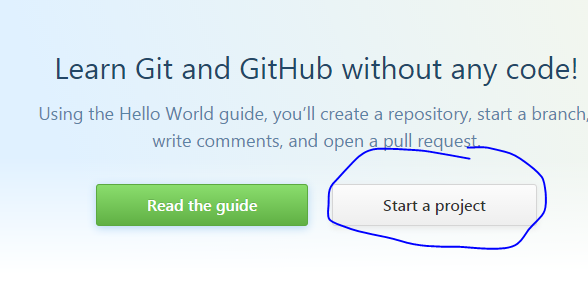 Learn Git and GitHub without any code!
Using the Hello World guide, you’ll create a repository, start a branch,
write comments, and open a pull request.
Read the guide
Start a project